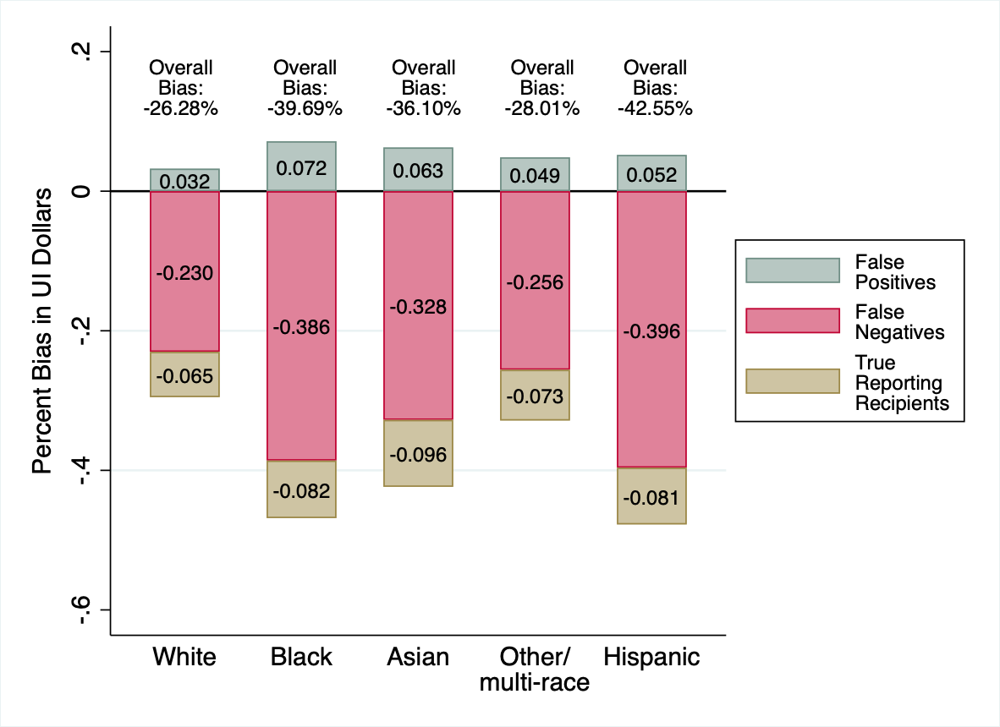 .2
0
-.2
-.4
-.6
Percent Bias in UI Dollars
Overall
Bias:
-26.28%
Overall
Bias:
-39.69%
Overall
Bias:
-36.10%
Overall
Bias:
-28.01%
Overall
Bias:
-42.55%
0.032
0.072
0.063
0.049
0.052
-0.230
-0.386
-0.328
-0.256
-0.396
-0.065
-0.082
-0.096
-0.073
-0.081
White
Black
Asian
Other/
multi-race
Hispanic
False
Positives
False
Negatives
True
Reporting
Recipients